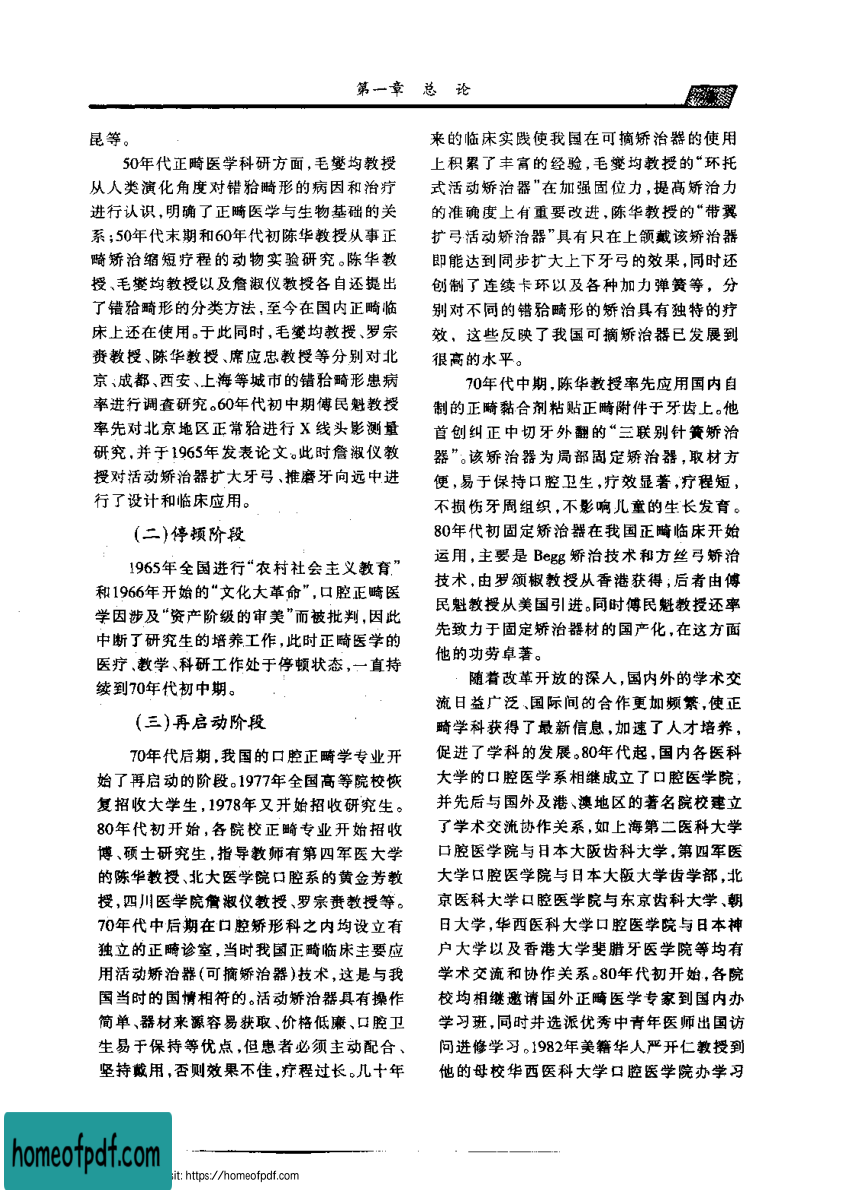 第一章 总 论
昆等。
50年代正畸医学科研方面,毛燮均教授
从人类演化角度对错𬌗畸形的病因和治疗
进行认识,明确了正畸医学与生物基础的关
系;50年代末期和60年代初陈华教授从事正
畸矫治缩短疗程的动物实验研究。陈华教
授、毛燮均教授以及詹淑仪教授各自还提出
了错𬌗畸形的分类方法,至今在国内正畸临
床上还在使用。于此同时,毛燮均教授、罗宗
赉教授、陈华教授、席应忠教授等分别对北
京、成都、西安、上海等城市的错𬌗畸形患病
率进行调查研究。60年代初中期傅民魁教授
率先对北京地区正常𬌗进行 X 线头影测量
研究,并于1965年发表论文。此时詹淑仪教
授对活动矫治器扩大牙弓、推磨牙向远中进
行了设计和临床应用。
(二)停顿阶段
1965年全国进行“农村社会主义教育”
和1966年开始的“文化大革命”,口腔正畸医
学因涉及“资产阶级的审美”而被批判,因此
中断了研究生的培养工作,此时正畸医学的
医疗、教学、科研工作处于停顿状态,一直持
续到70年代初中期。
(三)再启动阶段
70年代后期,我国的口腔正畸学专业开
始了再启动的阶段。1977年全国高等院校恢
复招收大学生,1978年又开始招收研究生。
80年代初开始,各院校正畸专业开始招收
博、硕士研究生,指导教师有第四军医大学
的陈华教授、北大医学院口腔系的黄金芳教
授,四川医学院詹淑仪教授、罗宗赉教授等。
70年代中后期在口腔矫形科之内均设立有
独立的正畸诊室,当时我国正畸临床主要应
用活动矫治器(可摘矫治器)技术,这是与我
国当时的国情相符的。活动矫治器具有操作
简单、器材来源容易获取、价格低廉、口腔卫
生易于保持等优点,但患者必须主动配合、
坚持戴用,否则效果不佳,疗程过长。几十年
来的临床实践使我国在可摘矫治器的使用
上积累了丰富的经验,毛燮均教授的“环托
式活动矫治器”在加强固位力,提高矫治力
的准确度上有重要改进,陈华教授的“带翼
扩弓活动矫治器”具有只在上颌戴该矫治器
即能达到同步扩大上下牙弓的效果,同时还
创制了连续卡环以及各种加力弹簧等，分
别对不同的错𬌗畸形的矫治具有独特的疗
效，这些反映了我国可摘矫治器已发展到
很高的水平。
70年代中期,陈华教授率先应用国内自
制的正畸黏合剂粘贴正畸附件于牙齿上。他
首创纠正中切牙外翻的“三联别针簧矫治
器”。该矫治器为局部固定矫治器,取材方
便,易于保持口腔卫生,疗效显著,疗程短,
不损伤牙周组织,不影响儿童的生长发育。
80年代初固定矫治器在我国正畸临床开始
运用,主要是 Begg 矫治技术和方丝弓矫治
技术,由罗颂椒教授从香港获得;后者由傅
民魁教授从美国引进。同时傅民魁教授还率
先致力于固定矫治器材的国产化,在这方面
他的功劳卓著。
随着改革开放的深人,国内外的学术交
流日益广泛、国际间的合作更加频繁,使正
畸学科获得了最新信息,加速了人才培养,
促进了学科的发展。80年代起,国内各医科
大学的口腔医学系相继成立了口腔医学院,
并先后与国外及港、澳地区的著名院校建立
了学术交流协作关系,如上海第二医科大学
口腔医学院与日本大阪齿科大学,第四军医
大学口腔医学院与日本大阪大学齿学部,北
京医科大学口腔医学院与东京齿科大学、朝
日大学,华西医科大学口腔医学院与日本神
户大学以及香港大学斐腊牙医学院等均有
学术交流和协作关系。80年代初开始,各院
校均相继邀请国外正畸医学专家到国内办
学习班,同时并选派优秀中青年医师出国访
问进修学习。1982年美籍华人严开仁教授到
他的母校华西医科大学口腔医学院办学习
homeofpdf.com
sit: https://homeofpdf.com